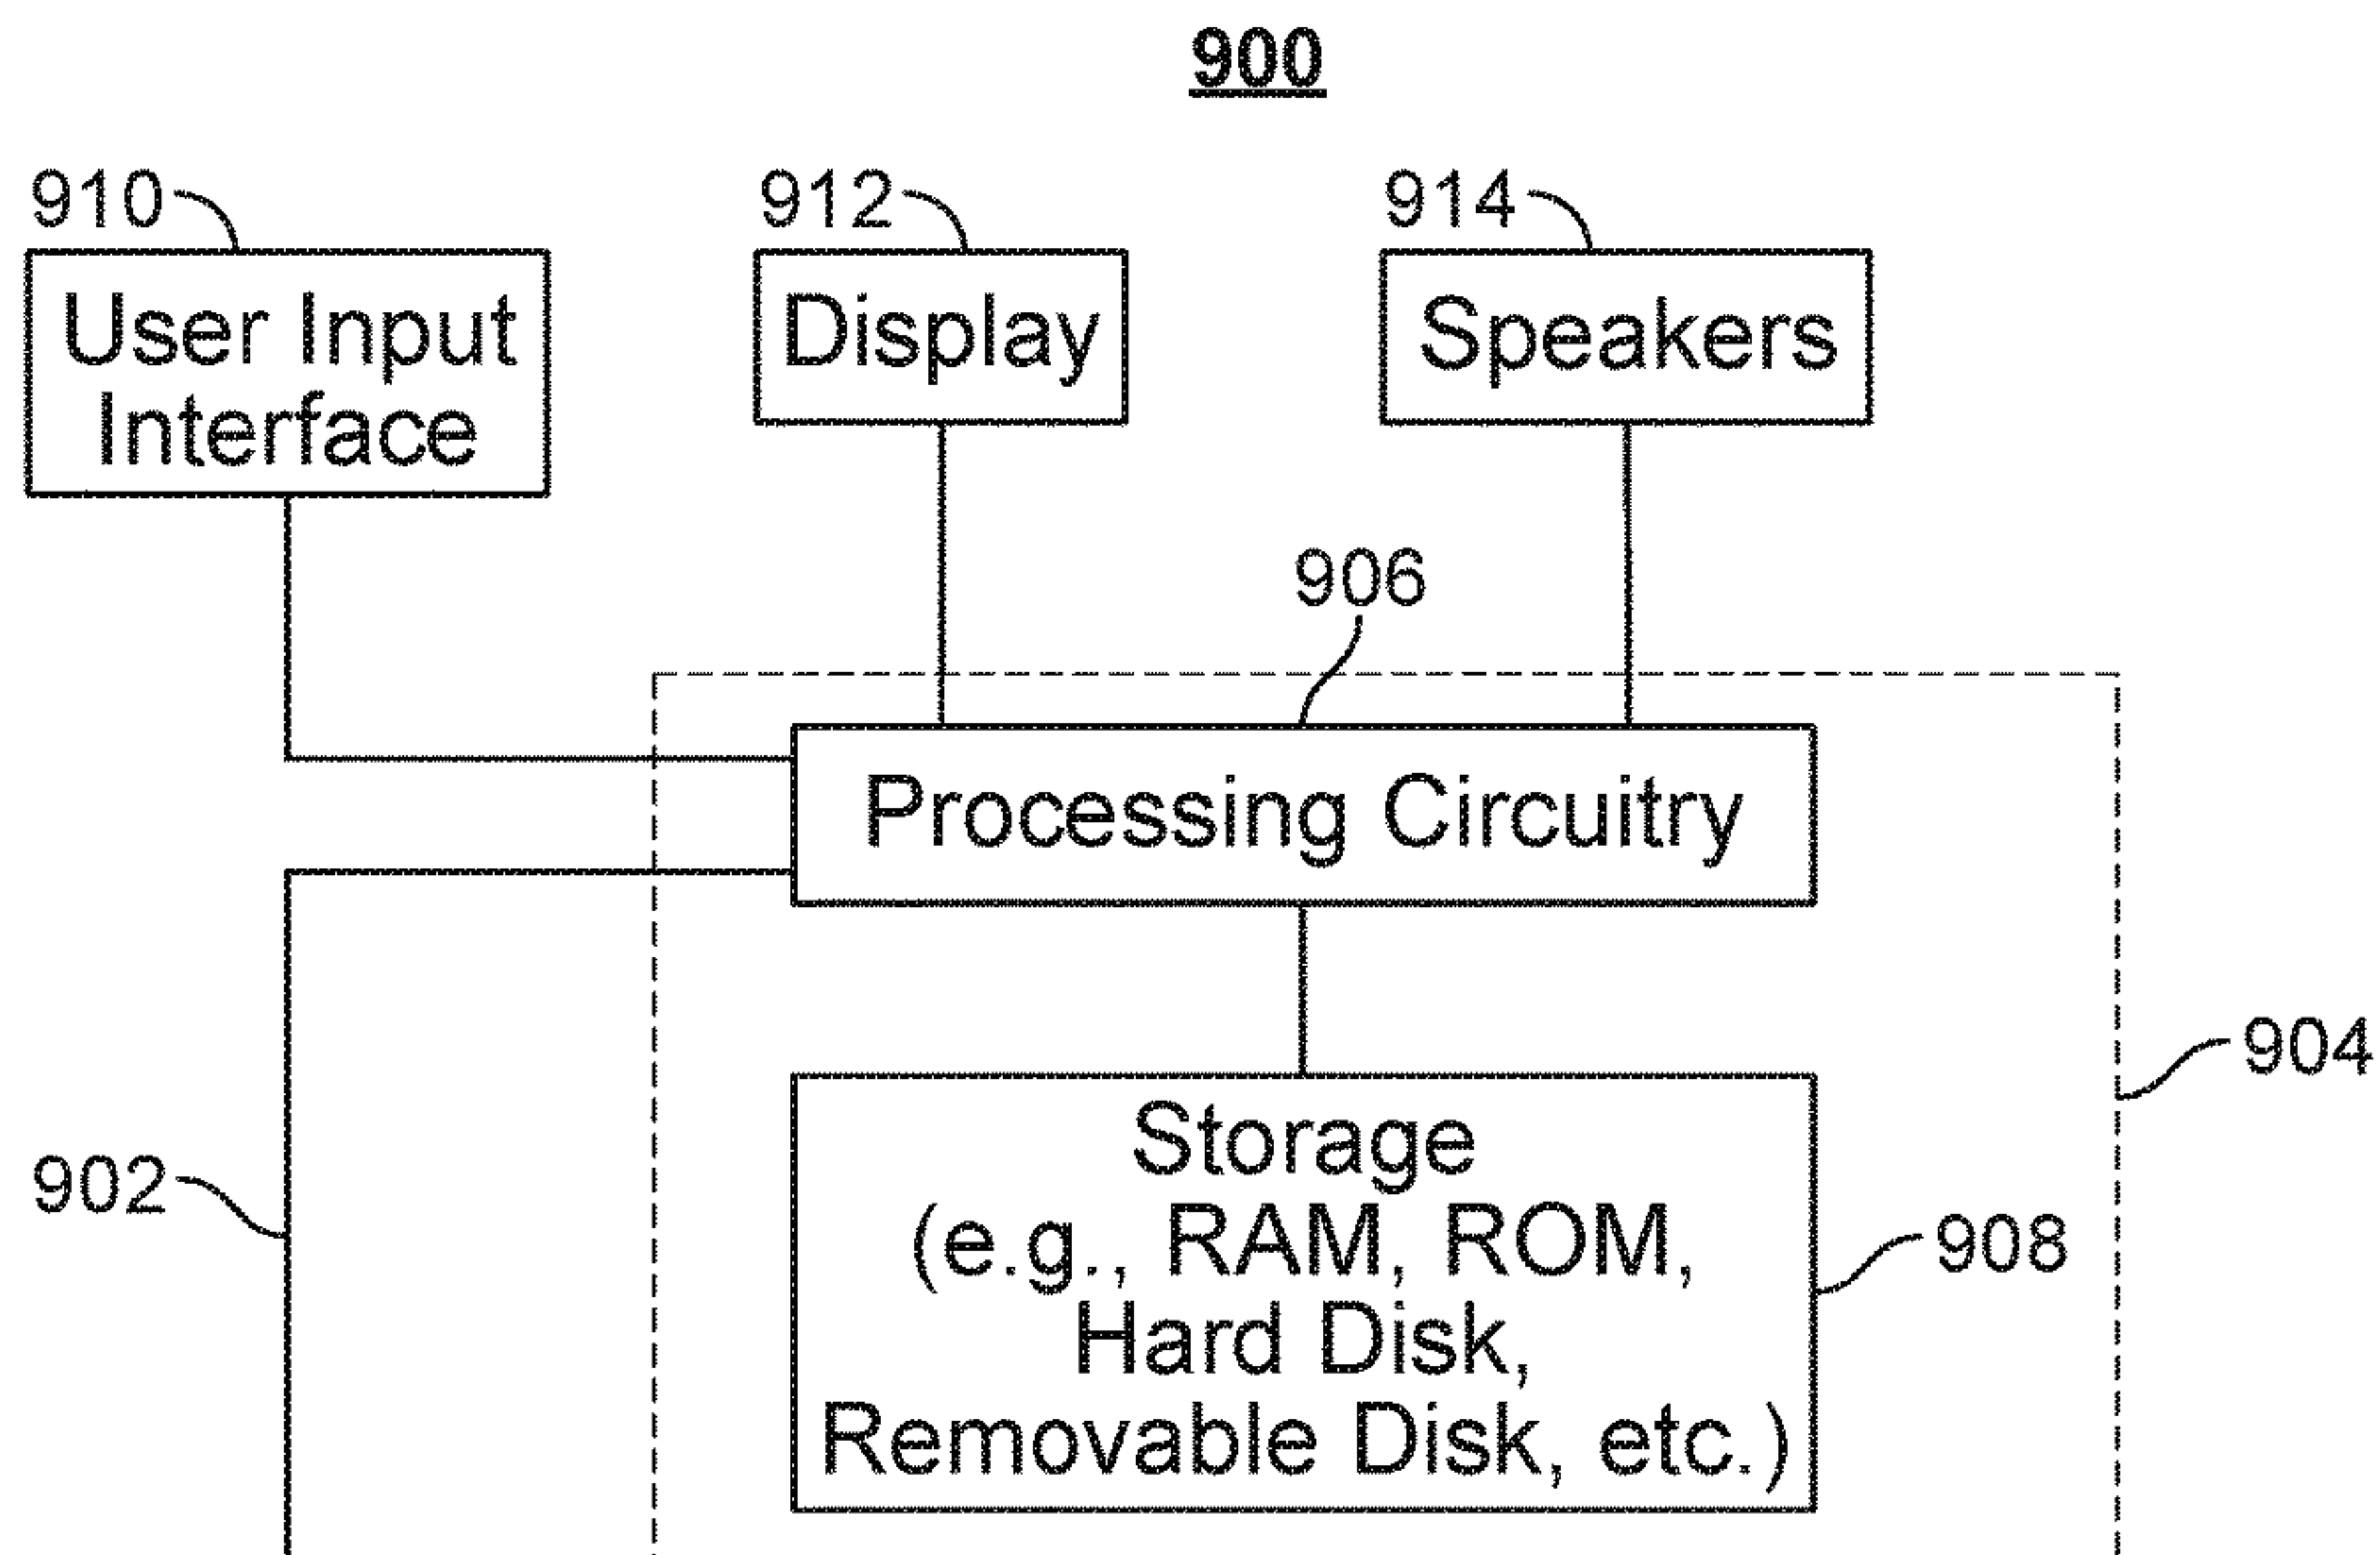 900
910
912
914
User Input
Interface
Display
Speakers
906
Processing Circuitry
904
Storage
(e.g., RAM, ROM,
Hard Disk,
Removable Disk, etc.)
902
908